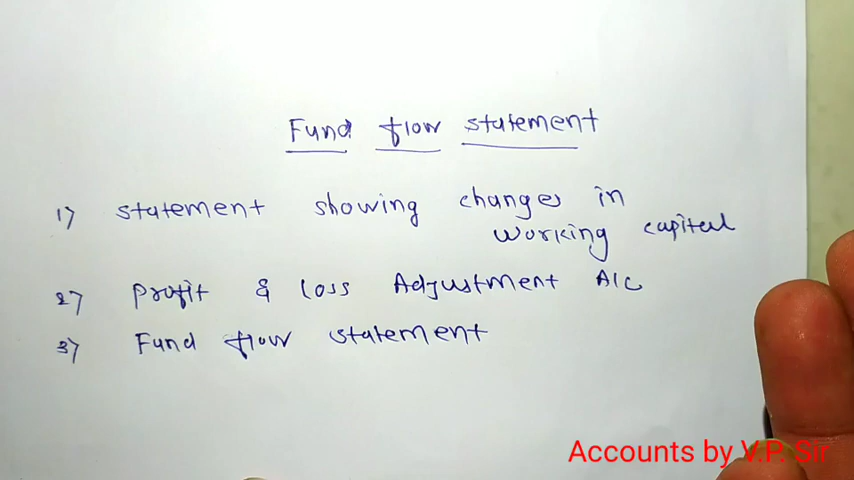 Fund flow statement
1) statement showing changes in
working capital
2) Profit & Loss Adjustment A/C
3) Fund flow statement
Accounts by V.P. Sir